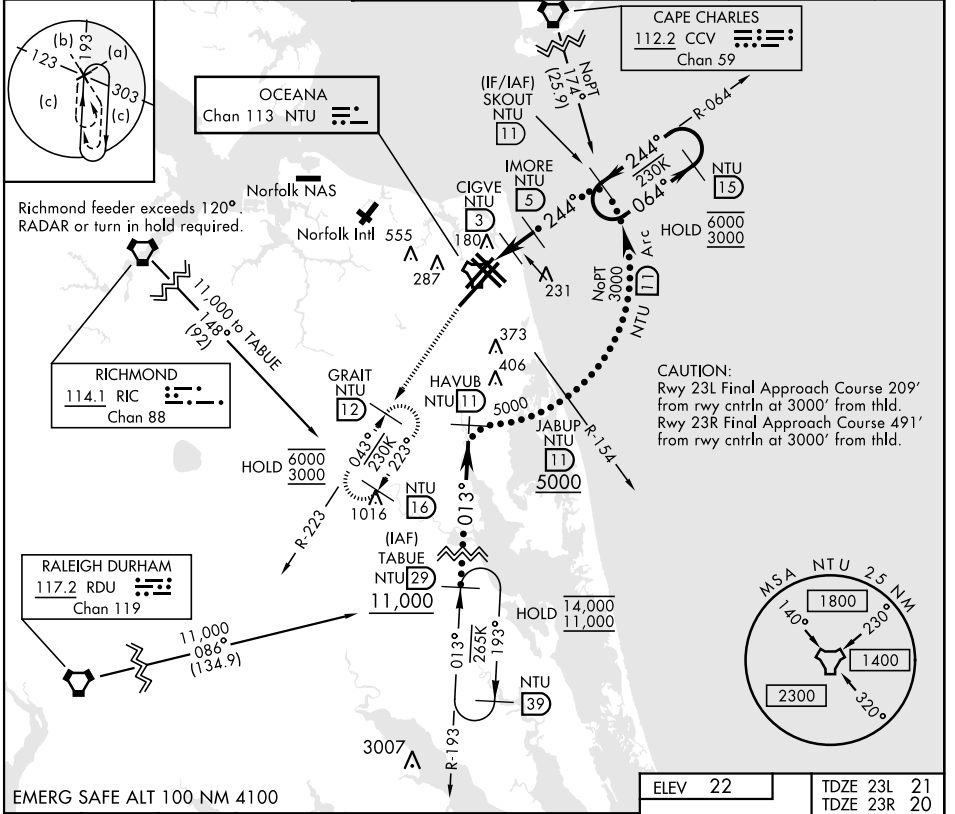 (b)
193
(a)
123
303
(c)
(c)
OCEANA
Chan 113 NTU
CAPE CHARLES
112.2 CCV
Chan 59
NoPT
174°
(25.9)
(IF/IAF)
SKOUT
NTU
11
R-064
244°
230K
064°
NTU
15
HOLD 6000
3000
IMORE
NTU
5
244°
CIGVE
NTU
3
180
Norfolk NAS
Norfolk Intl
555
287
231
Richmond feeder exceeds 120°.
RADAR or turn in hold required.
11,000 to TABUE
148°
(92)
RICHMOND
114.1 RIC
Chan 88
NoPT
3000
Arc
NTU 11
373
406
CAUTION:
Rwy 23L Final Approach Course 209'
from rwy cntrln at 3000' from thld.
Rwy 23R Final Approach Course 491'
from rwy cntrln at 3000' from thld.
GRAIT
NTU
12
HAVUB
NTU 11
5000
JABUP
NTU
11
5000
R-154
043°
230K
223°
HOLD 6000
3000
NTU
16
1016
R-223
013°
(IAF)
TABUE
NTU 29
11,000
RALEIGH DURHAM
117.2 RDU
Chan 119
11,000
086°
(134.9)
HOLD 14,000
11,000
013°
265K
193°
NTU
39
R-193
3007
MSA NTU 25 NM
1800
140°
230°
1400
2300
320°
EMERG SAFE ALT 100 NM 4100
ELEV 22
TDZE 23L 21
TDZE 23R 20